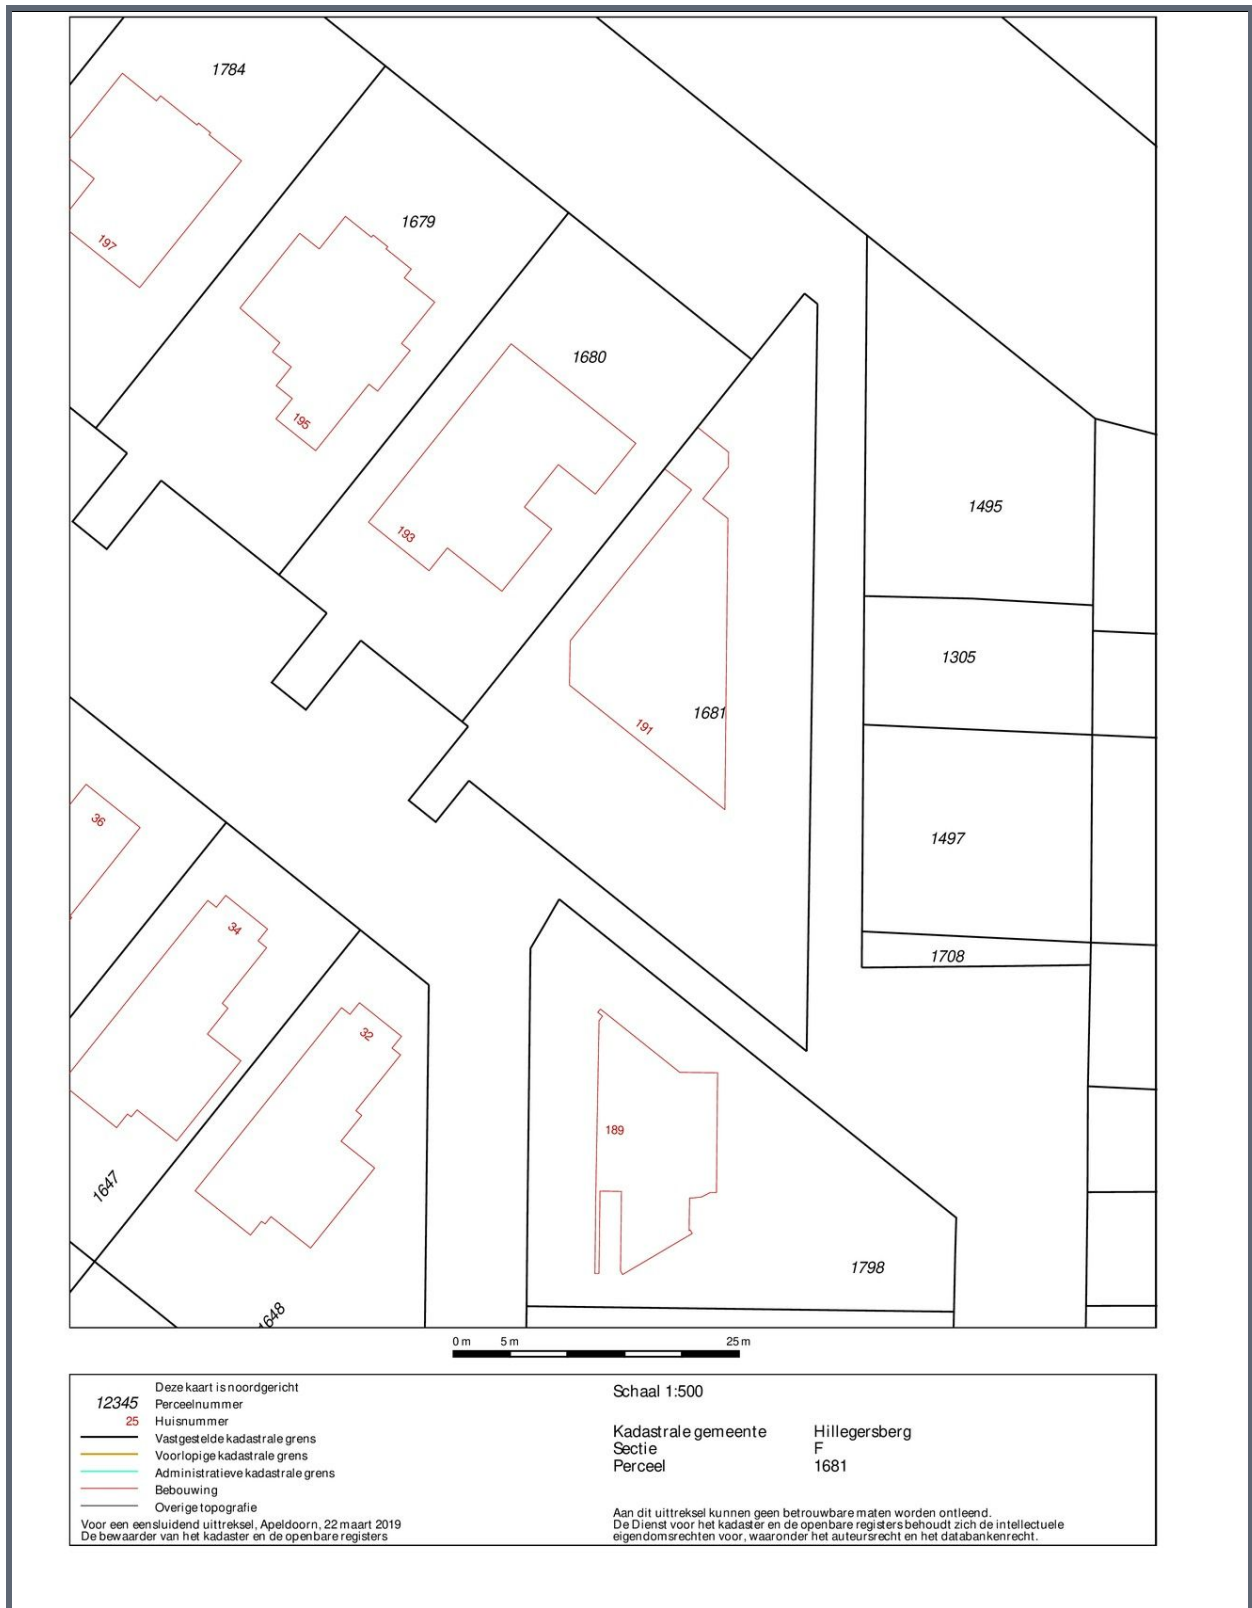 1784
197
1679
195
1680
193
1495
1305
1681
191
1497
1708
36
34
32
189
1647
1798
1648
0 m 5 m 25 m
Deze kaart is noordgericht
12345 Perceelnummer
25 Huisnummer
Vastgestelde kadastrale grens
Voorlopige kadastrale grens
Administratieve kadastrale grens
Bebouwing
Overige topografie
Voor een eensluidend uittreksel, Apeldoorn, 22 maart 2019
De bewaarder van het kadaster en de openbare registers
Schaal 1:500
Kadastrale gemeente Hillegersberg
Sectie F
Perceel 1681
Aan dit uittreksel kunnen geen betrouwbare maten worden ontleend.
De Dienst voor het kadaster en de openbare registers behoudt zich de intellectuele
eigendomsrechten voor, waaronder het auteursrecht en het databankenrecht.